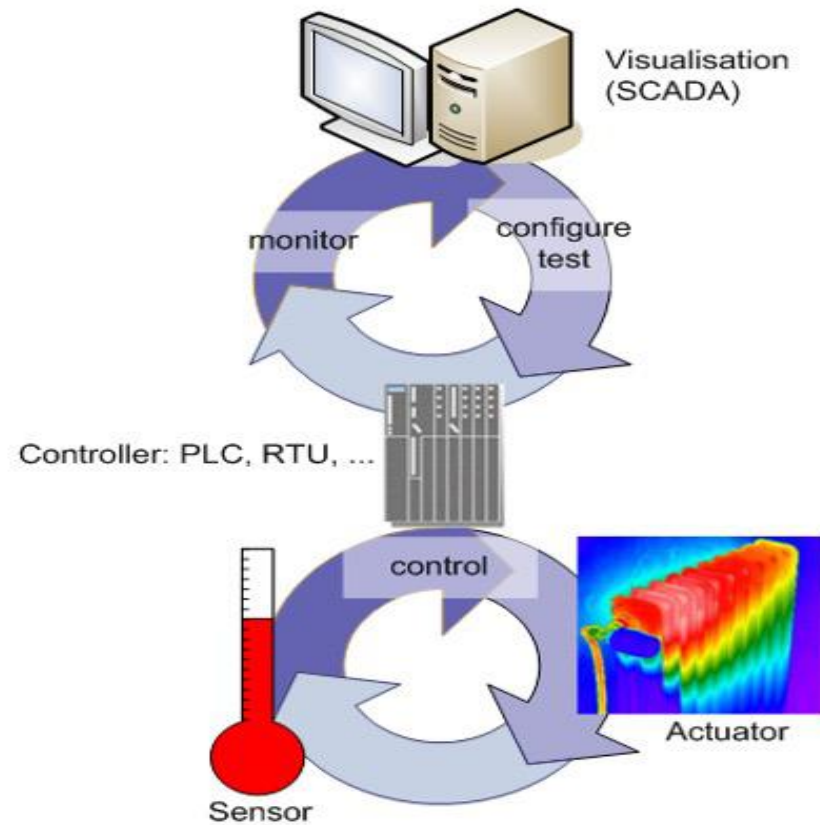 Visualisation
(SCADA)
monitor
configure
test
Controller: PLC, RTU, ...
control
Actuator
Sensor